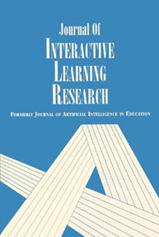 JOURNAL OF
INTERACTIVE
LEARNING
RESEARCH
FORMERLY JOURNAL OF ARTIFICIAL INTELLIGENCE IN EDUCATION